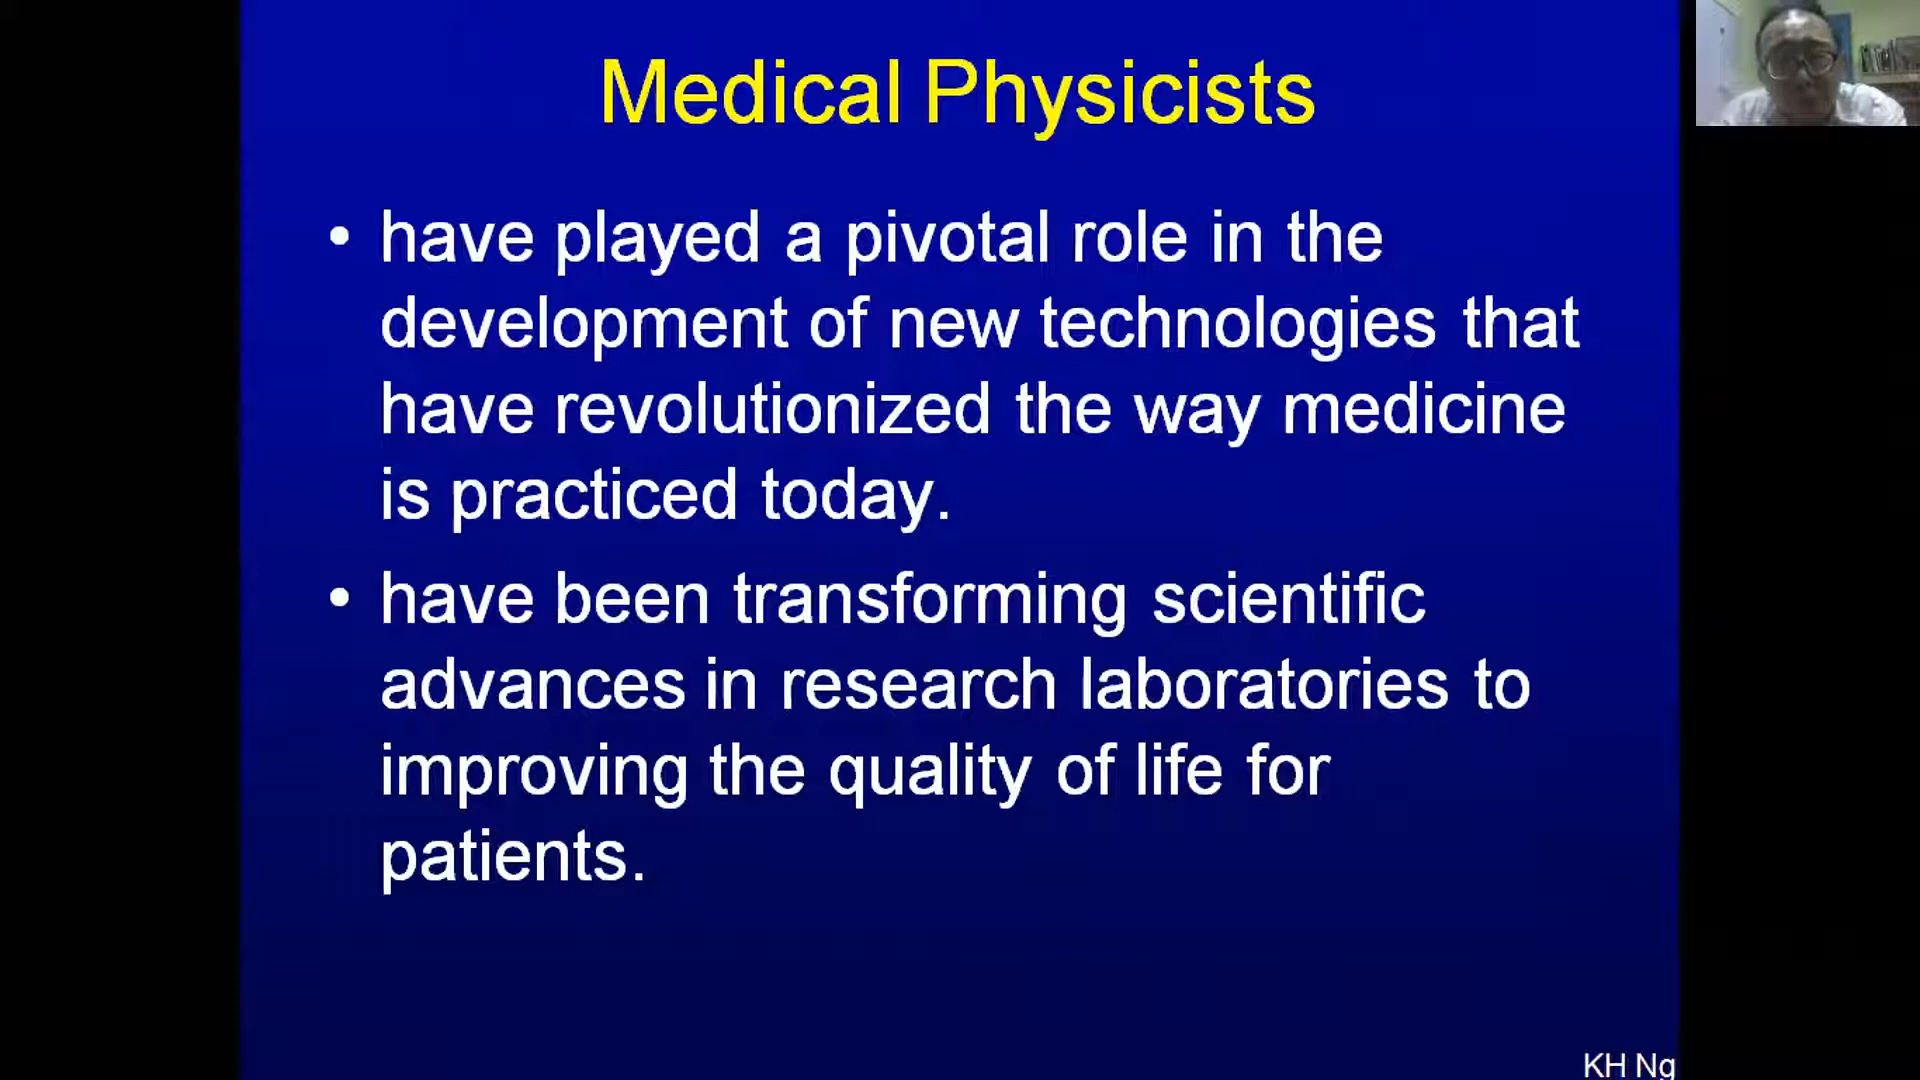 Medical Physicists
• have played a pivotal role in the
development of new technologies that
have revolutionized the way medicine
is practiced today.
• have been transforming scientific
advances in research laboratories to
improving the quality of life for
patients.
KH Ng